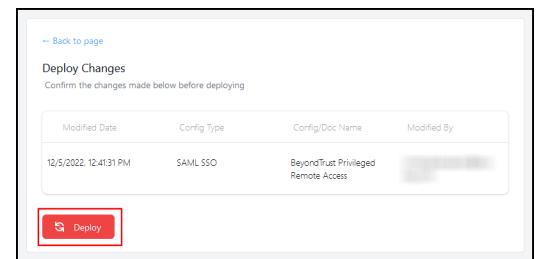 ← Back to page
Deploy Changes
Confirm the changes made below before deploying
Modified Date Config Type Config/Doc Name Modified By
12/5/2022, 12:41:31 PM SAML SSO BeyondTrust Privileged
Remote Access
Deploy